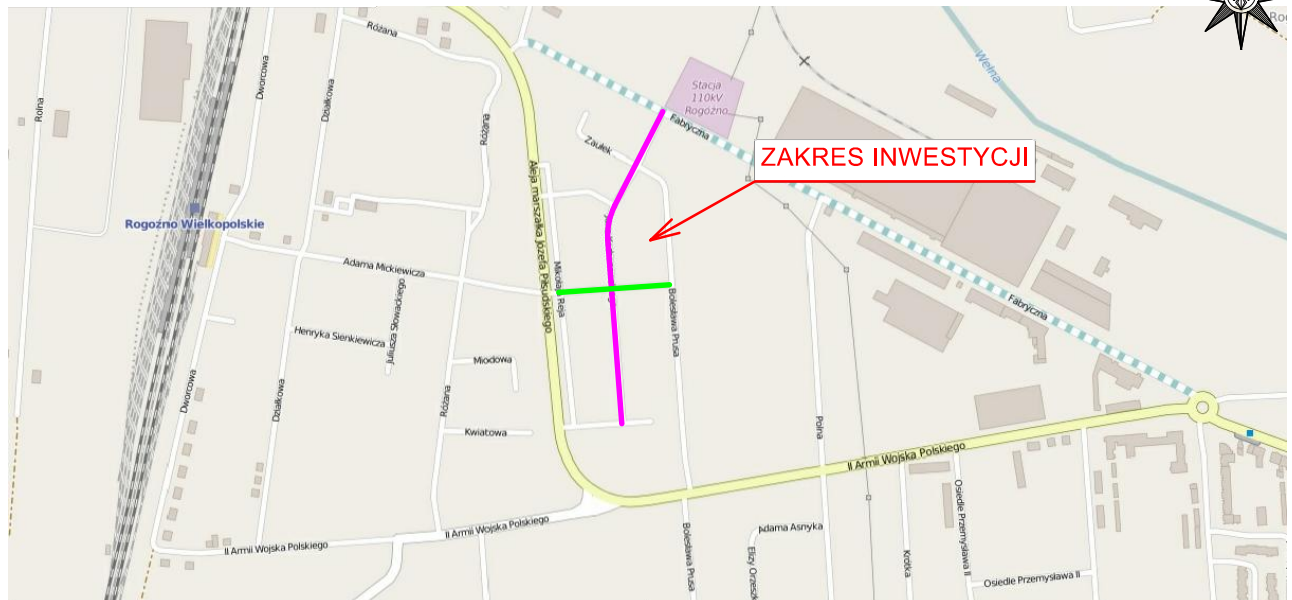 Różana
Dworcowa
Działkowa
Rolna
Różana
Stacja
110kV
Rogoźno
Fabryczna
Zaułek
Wełna
ZAKRES INWESTYCJI
Aleja marszałka Józefa Piłsudskiego
Rogoźno Wielkopolskie
Adama Mickiewicza
Mikołaja Reja
Bolesława Prusa
Juliusza Słowackiego
Henryka Sienkiewicza
Fabryczna
Miodowa
Dworcowa
Działkowa
Różana
Kwiatowa
Polna
II Armii Wojska Polskiego
II Armii Wojska Polskiego
II Armii Wojska Polskiego
Bolesława Prusa
Adama Asnyka
Elizy Orzeszk
Krótka
Osiedle Przemysława II
Osiedle Przemysława II